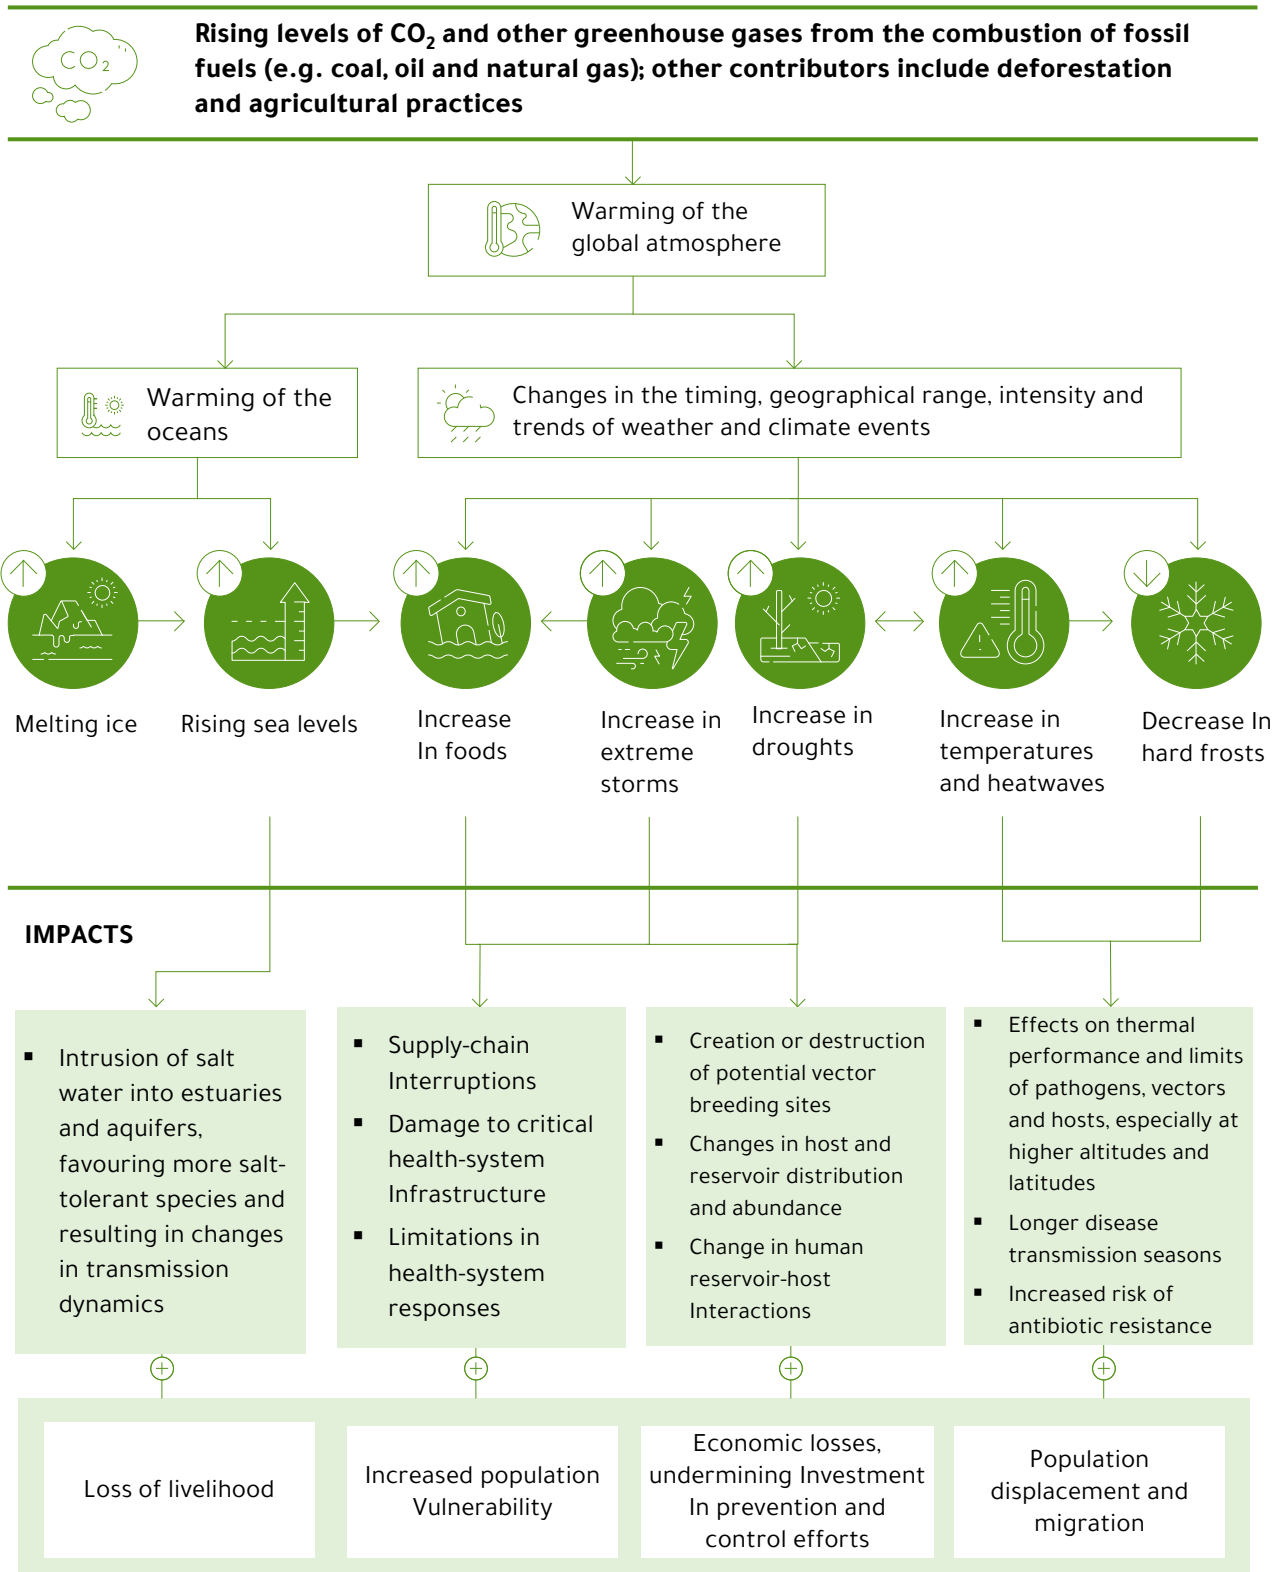 CO2
Rising levels of CO2 and other greenhouse gases from the combustion of fossil
fuels (e.g. coal, oil and natural gas); other contributors include deforestation
and agricultural practices
Warming of the
global atmosphere
Warming of the
oceans
Changes in the timing, geographical range, intensity and
trends of weather and climate events
Melting ice
Rising sea levels
Increase
In foods
Increase in
extreme
storms
Increase in
droughts
Increase in
temperatures
and heatwaves
Decrease In
hard frosts
IMPACTS
▪ Intrusion of salt
water into estuaries
and aquifers,
favouring more salt-
tolerant species and
resulting in changes
in transmission
dynamics
▪ Supply-chain
Interruptions
▪ Damage to critical
health-system
Infrastructure
▪ Limitations in
health-system
responses
▪ Creation or destruction
of potential vector
breeding sites
▪ Changes in host and
reservoir distribution
and abundance
▪ Change in human
reservoir-host
Interactions
▪ Effects on thermal
performance and limits
of pathogens, vectors
and hosts, especially at
higher altitudes and
latitudes
▪ Longer disease
transmission seasons
▪ Increased risk of
antibiotic resistance
Loss of livelihood
Increased population
Vulnerability
Economic losses,
undermining Investment
In prevention and
control efforts
Population
displacement and
migration